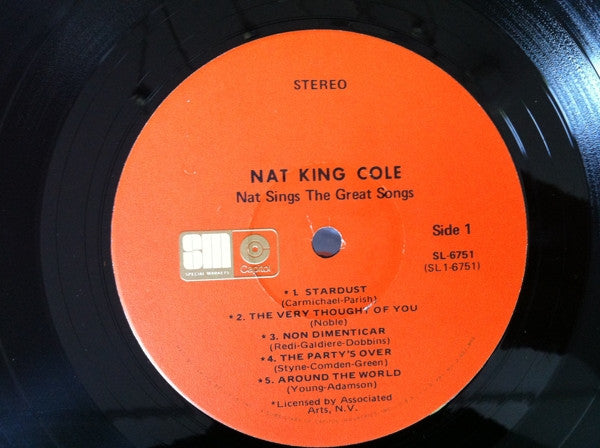 STEREO
NAT KING COLE
Nat Sings The Great Songs
Side 1
SL-6751
(SL1-6751)
SM
SPECIAL MARKETS
Capitol
*1. STARDUST
(Carmichael-Parish)
*2. THE VERY THOUGHT OF YOU
(Noble)
*3. NON DIMENTICAR
(Redi-Galdiere-Dobbins)
*4. THE PARTY'S OVER
(Styne-Comden-Green)
*5. AROUND THE WORLD
(Young-Adamson)
*Licensed by Associated
Arts, N.V.